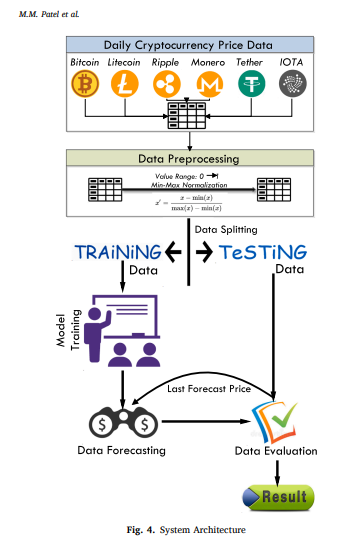 M.M. Patel et al.
Daily Cryptocurrency Price Data
Bitcoin Litecoin Ripple Monero Tether IOTA
Data Preprocessing
Value Range: 0 → 1
Min-Max Normalization
x' = x − min(x) / max(x) − min(x)
Data Splitting
TRAiNiNG TeSTiNG
Data Data
Model
Training
Last Forecast Price
$ $
Data Forecasting Data Evaluation
Result
Fig. 4. System Architecture